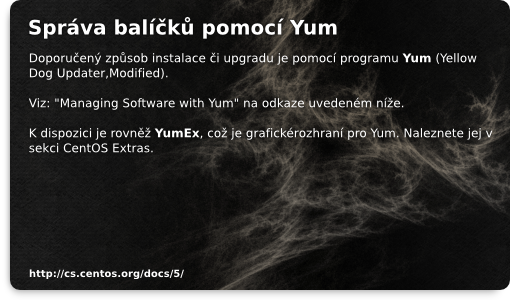 Správa balíčků pomocí Yum
Doporučený způsob instalace či upgradu je pomocí programu Yum (Yellow
Dog Updater,Modified).
Viz: "Managing Software with Yum" na odkaze uvedeném níže.
K dispozici je rovněž YumEx, což je grafickérozhraní pro Yum. Naleznete jej v
sekci CentOS Extras.
http://cs.centos.org/docs/5/